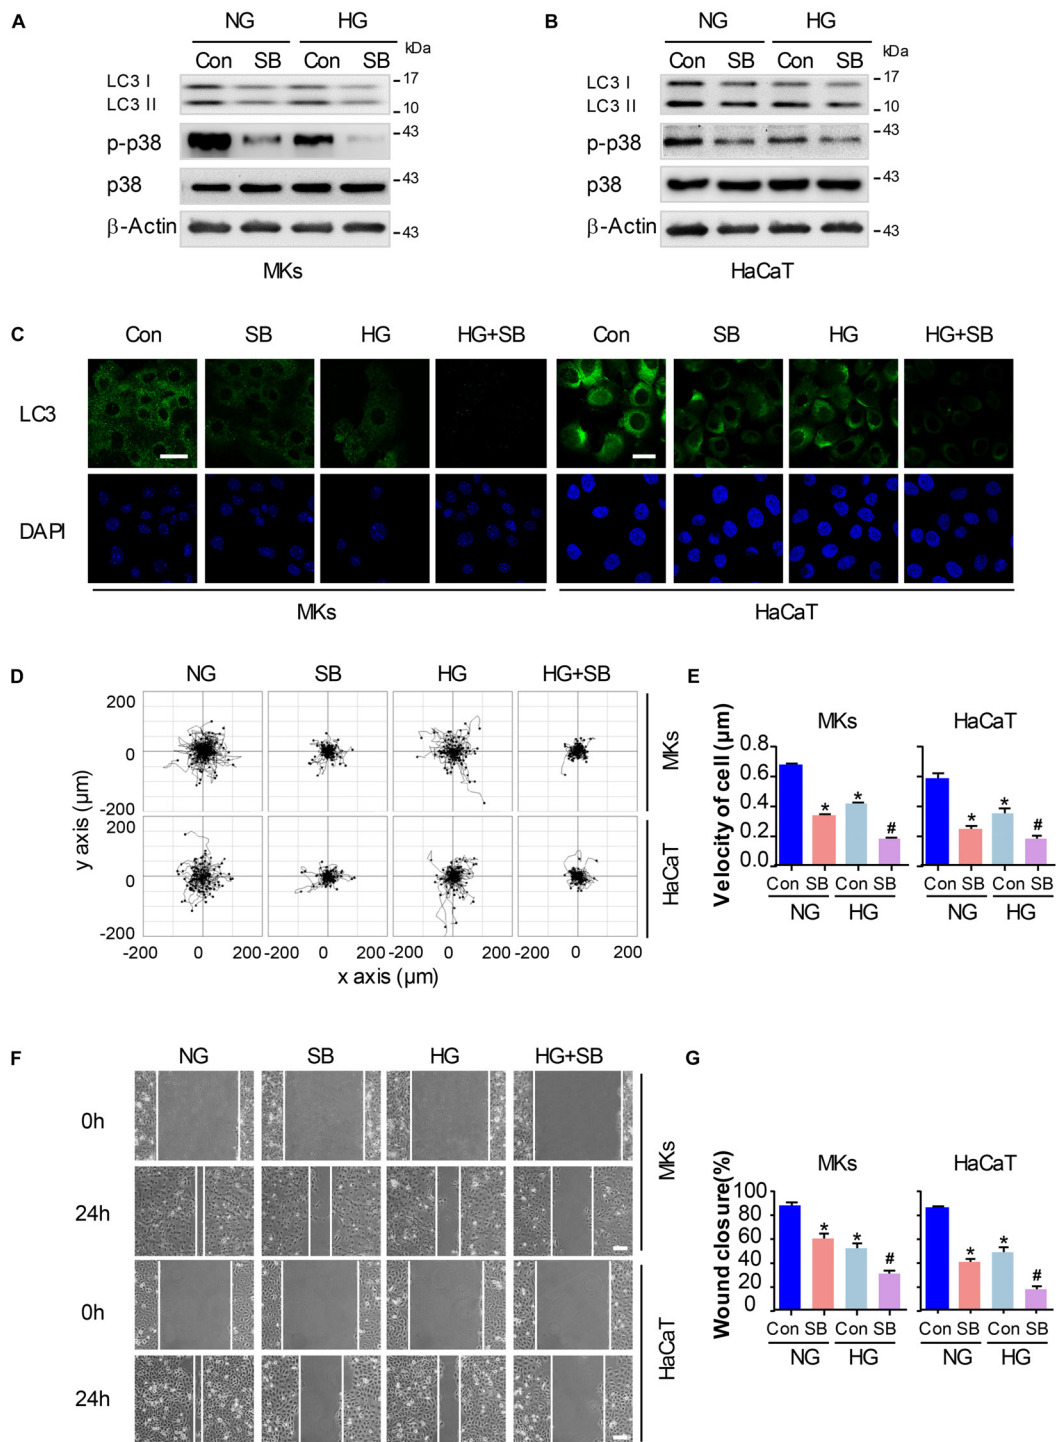 A
NG HG
Con SB Con SB kDa
LC3 I
LC3 II
17
10
p-p38
43
p38
43
β-Actin
43
MKs
B
NG HG
Con SB Con SB kDa
LC3 I
LC3 II
17
10
p-p38
43
p38
43
β-Actin
43
HaCaT
C
Con SB HG HG+SB Con SB HG HG+SB
LC3
DAPI
MKs HaCaT
D
NG SB HG HG+SB
200
0
-200
200
0
-200
y axis (µm)
MKs
HaCaT
-200 0 200 -200 0 200 -200 0 200 -200 0 200
x axis (µm)
E
MKs HaCaT
Velocity of cell (µm)
0.8
0.6
0.4
0.2
0.0
* * # * * #
Con SB Con SB Con SB Con SB
NG HG NG HG
F
NG SB HG HG+SB
0h
24h
MKs
0h
24h
HaCaT
G
MKs HaCaT
Wound closure(%)
100
80
60
40
20
0
* * # * * #
Con SB Con SB Con SB Con SB
NG HG NG HG